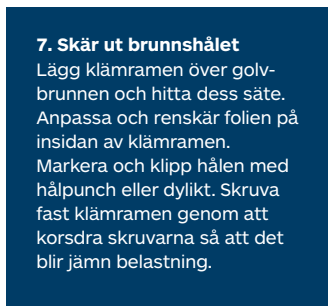 7. Skär ut brunnshålet
Lägg klämramen över golv-
brunnen och hitta dess säte.
Anpassa och renskär folien på
insidan av klämramen.
Markera och klipp hålen med
hålpunch eller dylikt. Skruva
fast klämramen genom att
korsdra skruvarna så att det
blir jämn belastning.